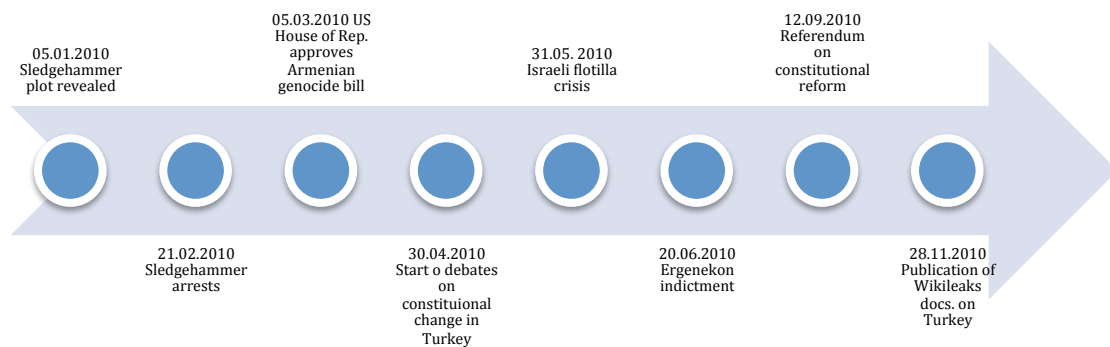 05.01.2010
Sledgehammer
plot revealed
21.02.2010
Sledgehammer
arrests
05.03.2010 US
House of Rep.
approves
Armenian
genocide bill
30.04.2010
Start o debates
on
constituional
change in
Turkey
31.05. 2010
Israeli flotilla
crisis
20.06.2010
Ergenekon
indictment
12.09.2010
Referendum
on
constitutional
reform
28.11.2010
Publication of
Wikileaks
docs. on
Turkey